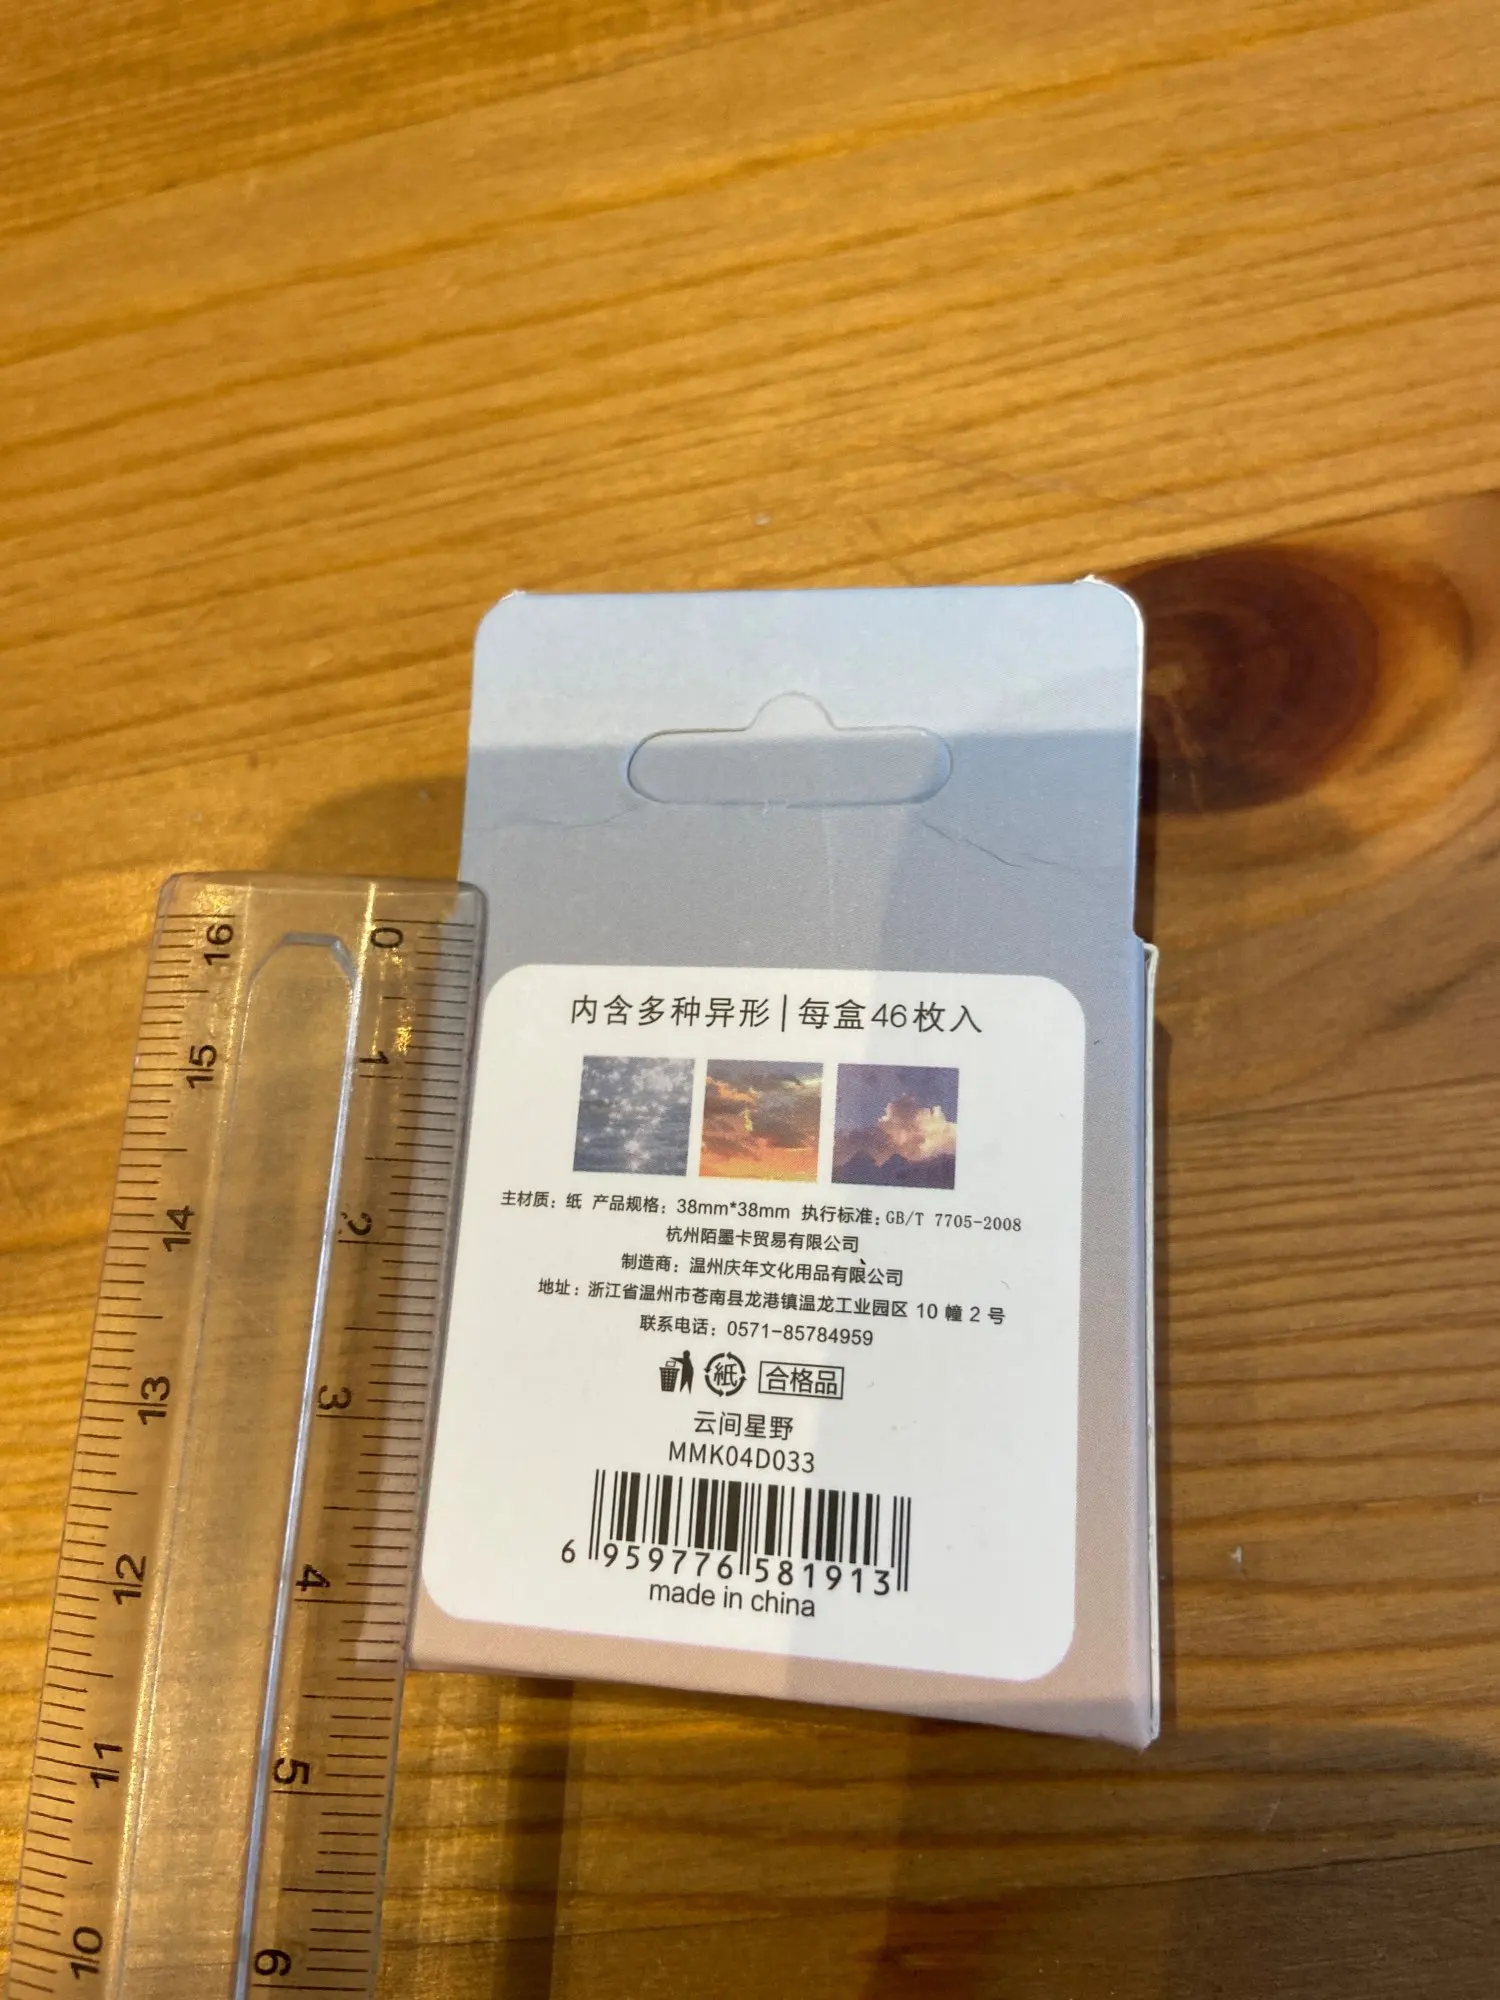 内含多种异形|每盒46枚入
主材质：纸 产品规格：38mm*38mm 执行标准：GB/T 7705-2008
杭州陌墨卡贸易有限公司
制造商：温州庆年文化用品有限公司
地址：浙江省温州市苍南县龙港镇温龙工业园区 10 幢 2 号
联系电话：0571-85784959
紙 合格品
云间星野
MMK04D033
6 959776 581913
made in china
16 15 14 13 12 11 10
0 1 2 3 4 5 6